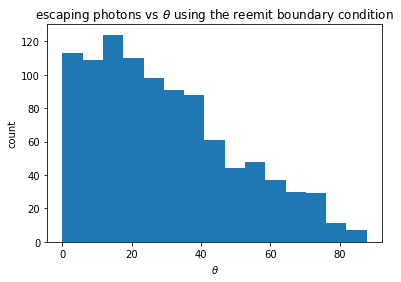 escaping photons vs θ using the reemit boundary condition
120
100
80
60
40
20
0
count
0 20 40 60 80
θ